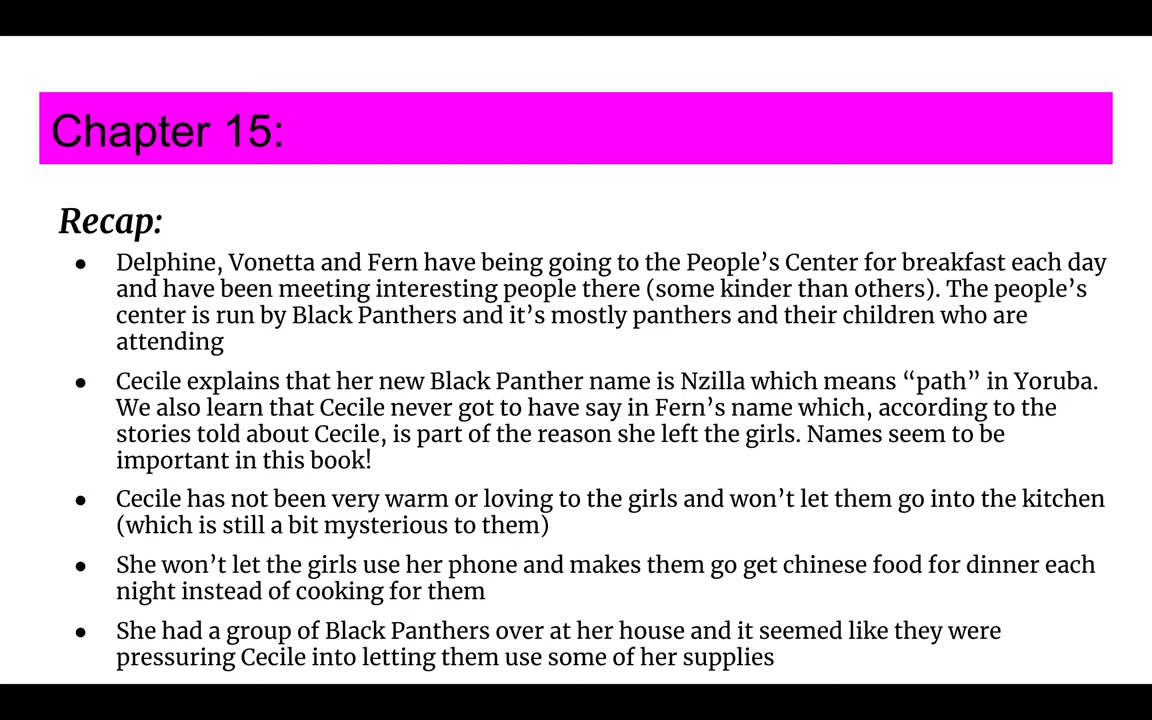 Chapter 15:
Recap:
● Delphine, Vonetta and Fern have being going to the People’s Center for breakfast each day
and have been meeting interesting people there (some kinder than others). The people’s
center is run by Black Panthers and it’s mostly panthers and their children who are
attending
● Cecile explains that her new Black Panther name is Nzilla which means “path” in Yoruba.
We also learn that Cecile never got to have say in Fern’s name which, according to the
stories told about Cecile, is part of the reason she left the girls. Names seem to be
important in this book!
● Cecile has not been very warm or loving to the girls and won’t let them go into the kitchen
(which is still a bit mysterious to them)
● She won’t let the girls use her phone and makes them go get chinese food for dinner each
night instead of cooking for them
● She had a group of Black Panthers over at her house and it seemed like they were
pressuring Cecile into letting them use some of her supplies